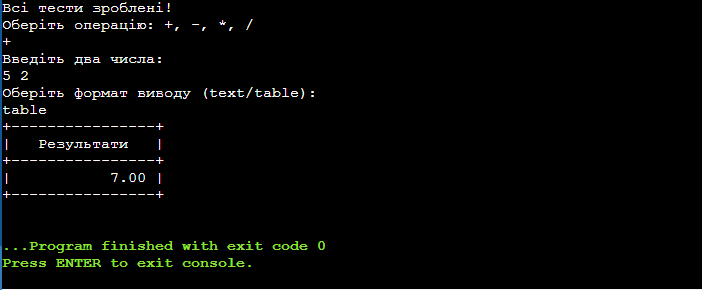 Всі тести зроблені!
Оберіть операцію: +, -, *, /
+
Введіть два числа:
5 2
Оберіть формат виводу (text/table):
table
+----------------+
|   Результати   |
+----------------+
|           7.00 |
+----------------+
...Program finished with exit code 0
Press ENTER to exit console.